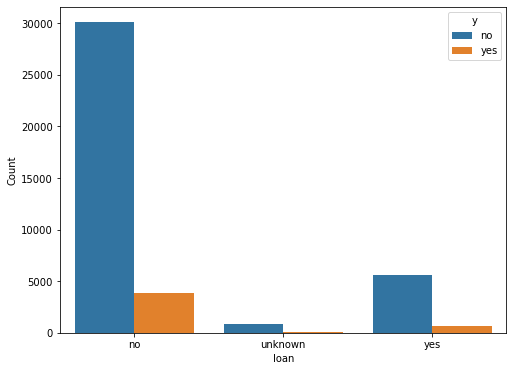 y
no
yes
30000
25000
20000
15000
10000
5000
0
Count
no unknown yes
loan